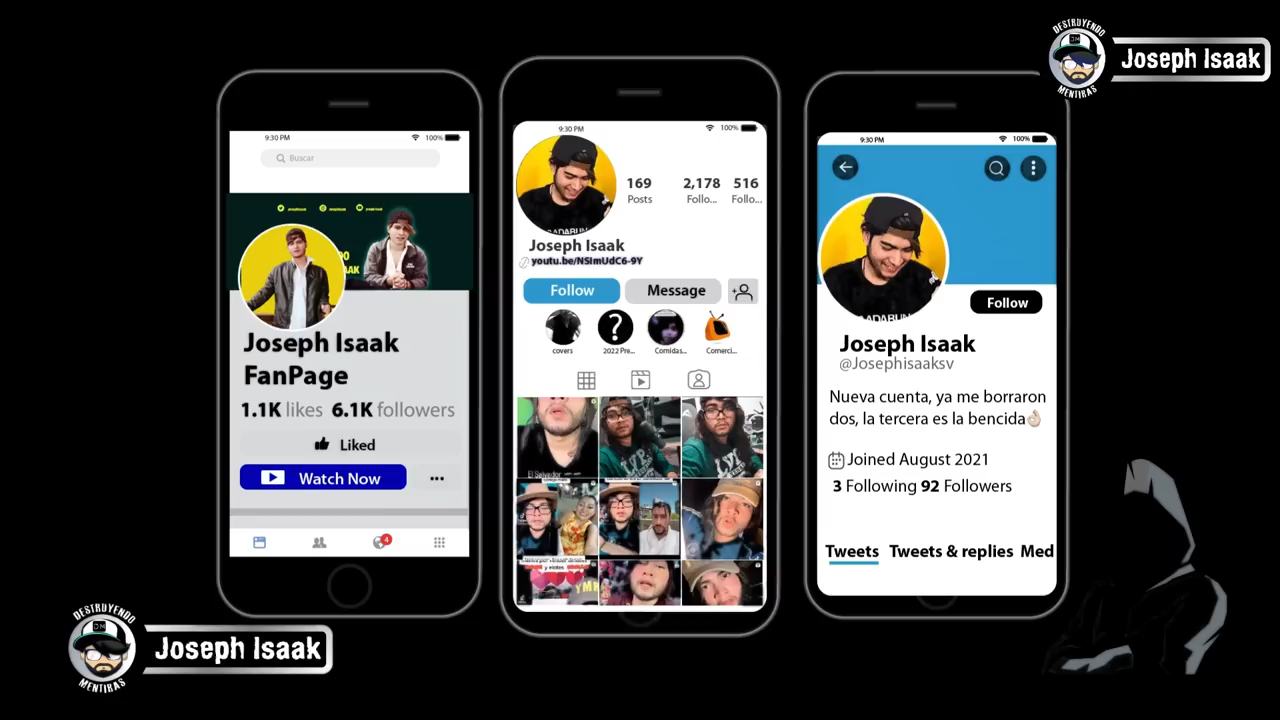 DESTRUYENDO
JM
MENTIRAS
Joseph Isaak
9:30 PM
100%
Buscar
Joseph Isaak
FanPage
1.1K likes 6.1K followers
Liked
Watch Now
4
9:30 PM
100%
169
2,178
516
Posts
Follo...
Follo...
Joseph Isaak
youtu.be/NSImUdC6-9Y
Follow
Message
covers
2022 Pre...
Comidas...
Comerci...
El Salvador
9:30 PM
100%
Follow
Joseph Isaak
@Josephisaaksv
Nueva cuenta, ya me borraron
dos, la tercera es la bencida👌🏻
Joined August 2021
3 Following 92 Followers
Tweets Tweets & replies Med
DESTRUYENDO
JM
MENTIRAS
Joseph Isaak